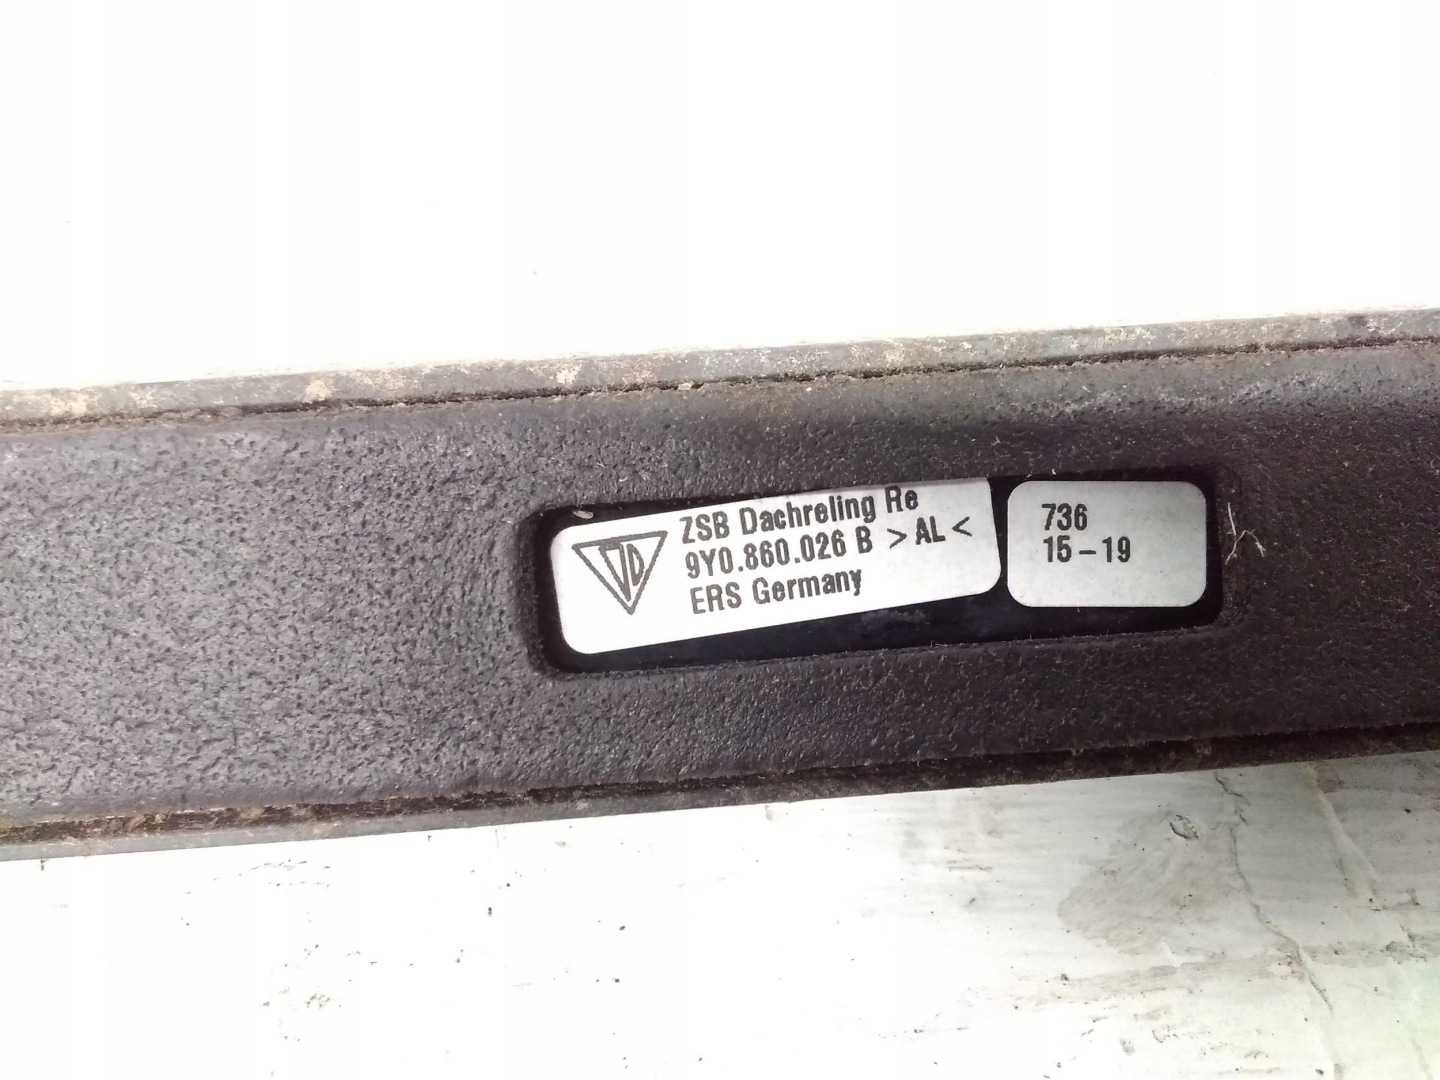 ZSB Dachreling Re
9Y0.860.026 B >AL<
ERS Germany
736
15-19